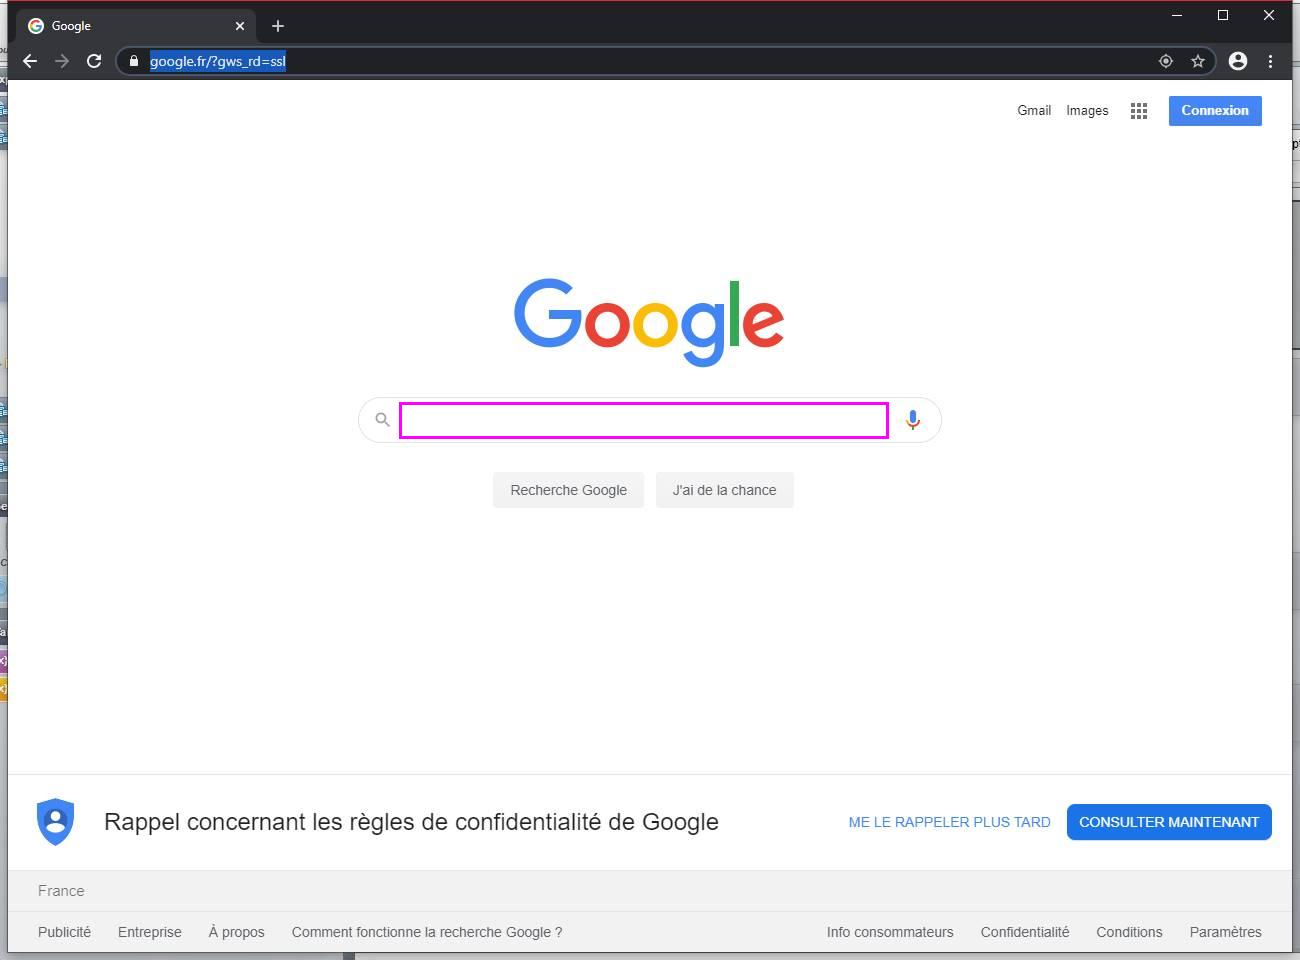 Google
google.fr/?gws_rd=ssl
Gmail Images Connexion
Google
Recherche Google J'ai de la chance
Rappel concernant les règles de confidentialité de Google ME LE RAPPELER PLUS TARD CONSULTER MAINTENANT
France
Publicité Entreprise À propos Comment fonctionne la recherche Google ? Info consommateurs Confidentialité Conditions Paramètres